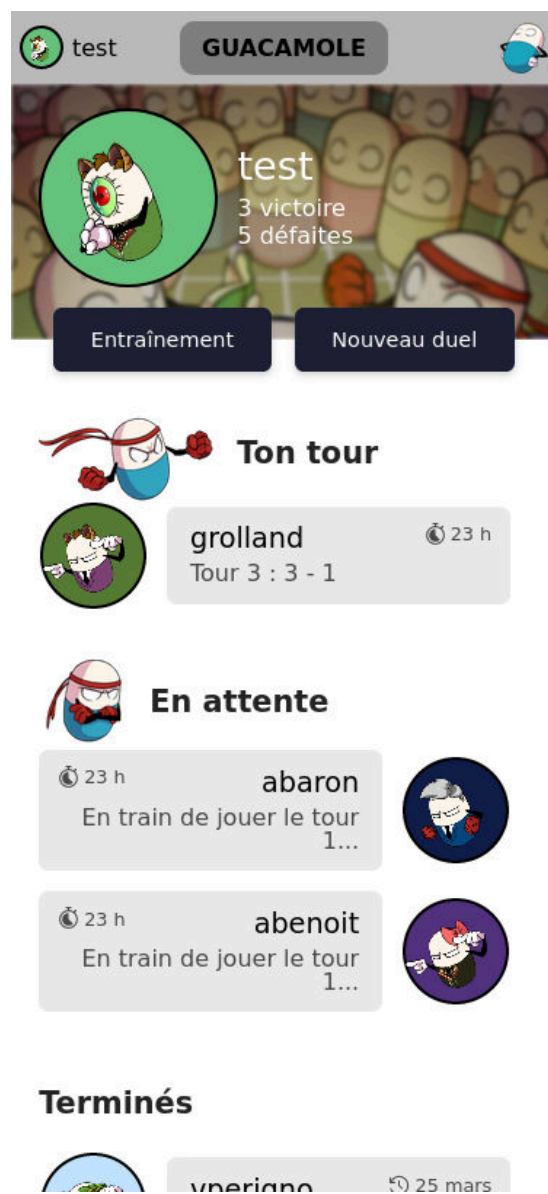 test
GUACAMOLE
test
3 victoire
5 défaites
Entraînement
Nouveau duel
Ton tour
grolland
23 h
Tour 3 : 3 - 1
En attente
23 h
abaron
En train de jouer le tour
1...
23 h
abenoit
En train de jouer le tour
1...
Terminés
vperigno
25 mars